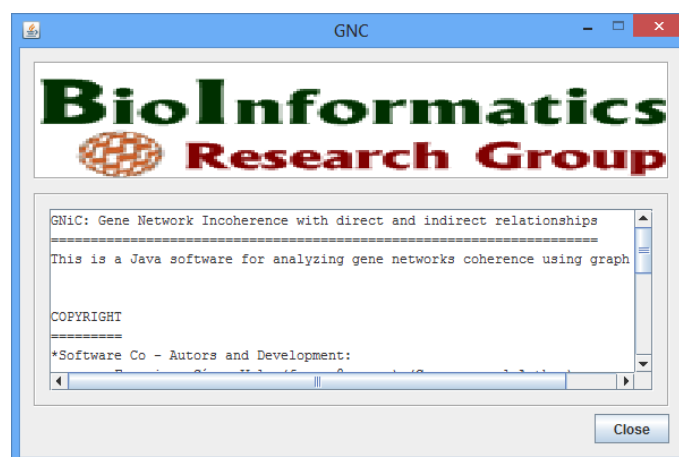 GNC
BioInformatics
Research Group
GNiC: Gene Network Incoherence with direct and indirect relationships
=====================================================================
This is a Java software for analyzing gene networks coherence using graph
COPYRIGHT
=========
*Software Co - Autors and Development:
Close